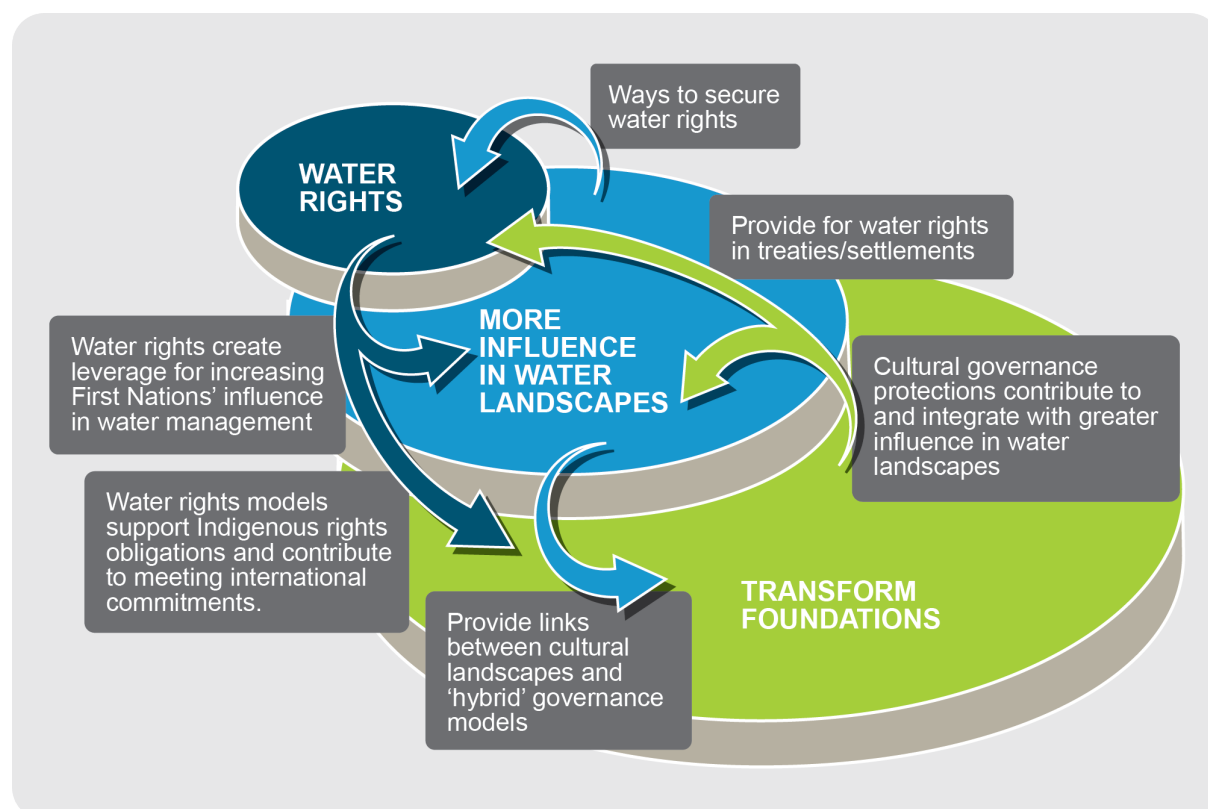 Ways to secure
water rights
WATER
RIGHTS
Provide for water rights
in treaties/settlements
MORE
INFLUENCE
IN WATER
LANDSCAPES
Water rights create
leverage for increasing
First Nations’ influence
in water management
Cultural governance
protections contribute to
and integrate with greater
influence in water
landscapes
Water rights models
support Indigenous rights
obligations and contribute
to meeting international
commitments.
TRANSFORM
FOUNDATIONS
Provide links
between cultural
landscapes and
‘hybrid’ governance
models